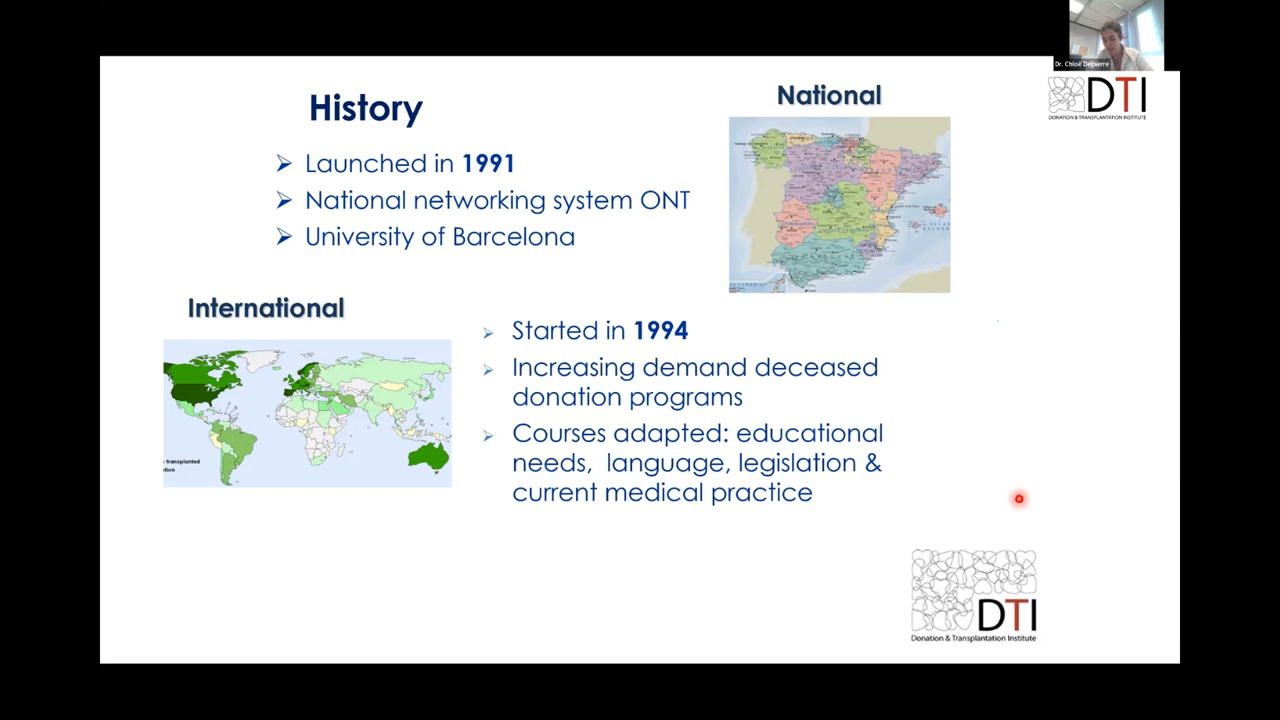 Dr. Chloë Delpierre
DTI
DONATION & TRANSPLANTATION INSTITUTE
History
National
➢ Launched in 1991
➢ National networking system ONT
➢ University of Barcelona
International
➢ Started in 1994
➢ Increasing demand deceased
donation programs
➢ Courses adapted: educational
needs, language, legislation &
current medical practice
transplanted
DTI
Donation & Transplantation Institute